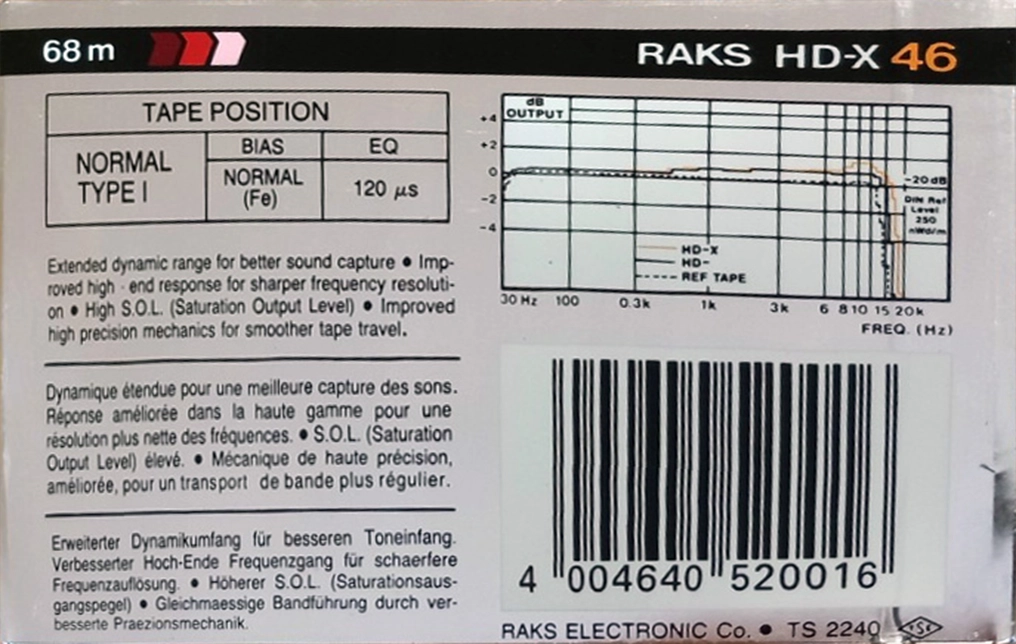 68 m
RAKS HD-X 46
TAPE POSITION
NORMAL TYPE I
BIAS
EQ
NORMAL (Fe)
120 µs
Extended dynamic range for better sound capture • Imp-
roved high - end response for sharper frequency resoluti-
on • High S.O.L. (Saturation Output Level) • Improved
high precision mechanics for smoother tape travel.
Dynamique étendue pour une meilleure capture des sons.
Réponse améliorée dans la haute gamme pour une
résolution plus nette des fréquences. • S.O.L. (Saturation
Output Level) élevé. • Mécanique de haute précision,
améliorée, pour un transport de bande plus régulier.
Erweiterter Dynamikumfang für besseren Toneinfang.
Verbesserter Hoch-Ende Frequenzgang für schaerfere
Frequenzauflösung. • Höherer S.O.L. (Saturationsaus-
gangspegel) • Gleichmaessige Bandführung durch ver-
besserte Praezionsmechanik.
dB
OUTPUT
+4
+2
0
-2
-4
-20 dB
DIN Ref
Level
250
nWb/m
HD-X
HD-
REF TAPE
30 Hz 100 0.3k 1k 3k 6 8 10 15 20k
FREQ. (Hz)
4 004640 520016
RAKS ELECTRONIC Co. • TS 2240
TSE